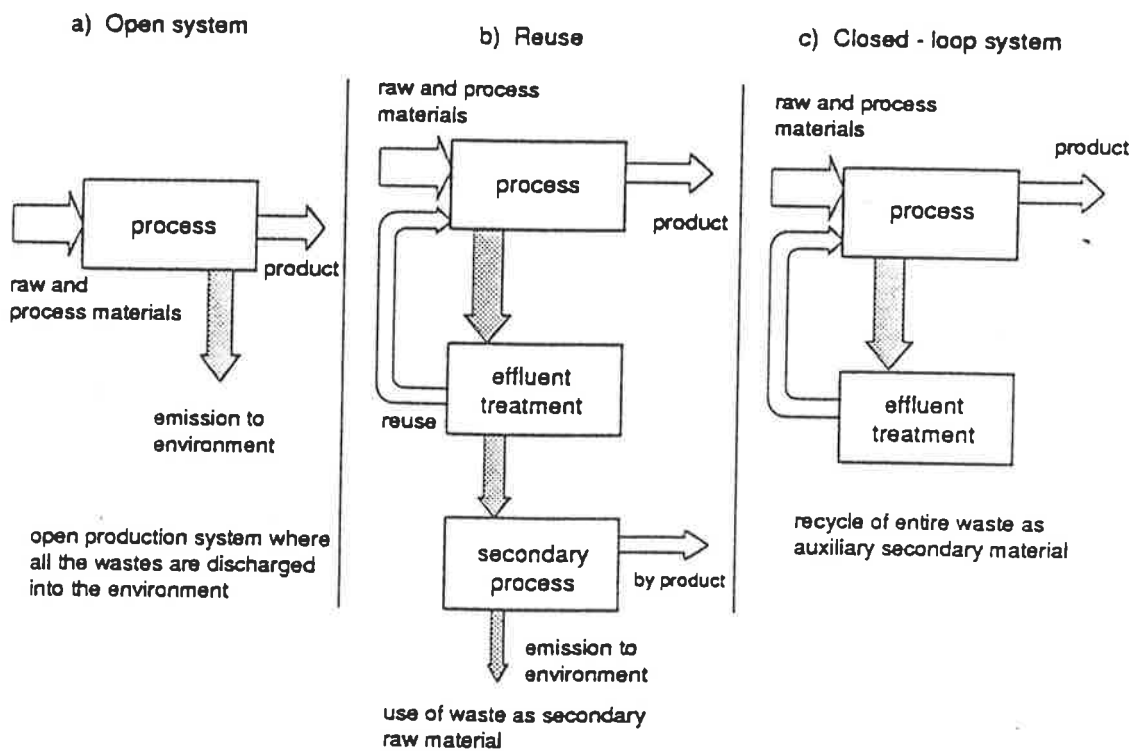 a) Open system
process
product
raw and
process materials
emission to
environment
open production system where
all the wastes are discharged
into the environment
b) Reuse
raw and process
materials
process
product
effluent
treatment
reuse
secondary
process
by product
emission to
environment
use of waste as secondary
raw material
c) Closed - loop system
raw and process
materials
product
process
effluent
treatment
recycle of entire waste as
auxiliary secondary material